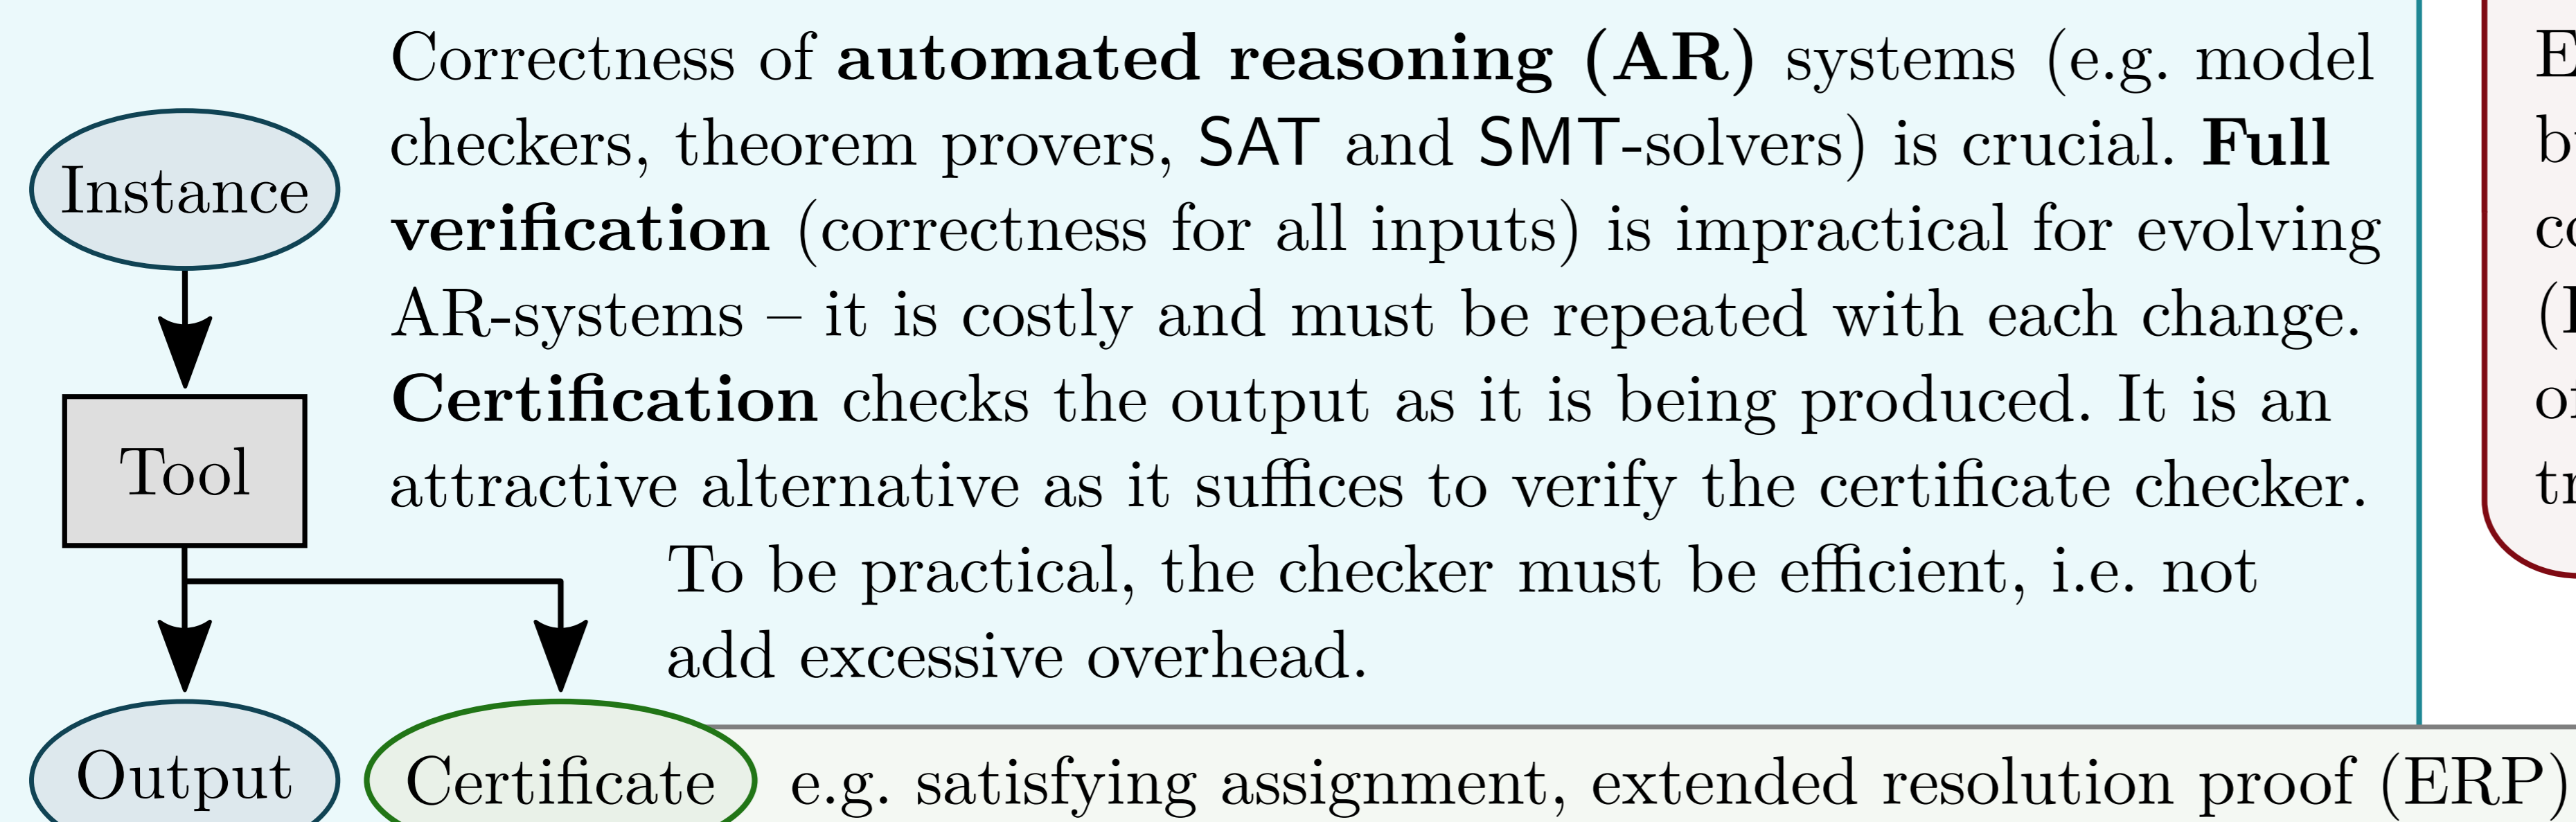 Correctness of automated reasoning (AR) systems (e.g. model
checkers, theorem provers, SAT and SMT-solvers) is crucial. Full
verification (correctness for all inputs) is impractical for evolving
AR-systems – it is costly and must be repeated with each change.
Certification checks the output as it is being produced. It is an
attractive alternative as it suffices to verify the certificate checker.
To be practical, the checker must be efficient, i.e. not
add excessive overhead.
Instance
Tool
Output
Certificate
e.g. satisfying assignment, extended resolution proof (ERP)